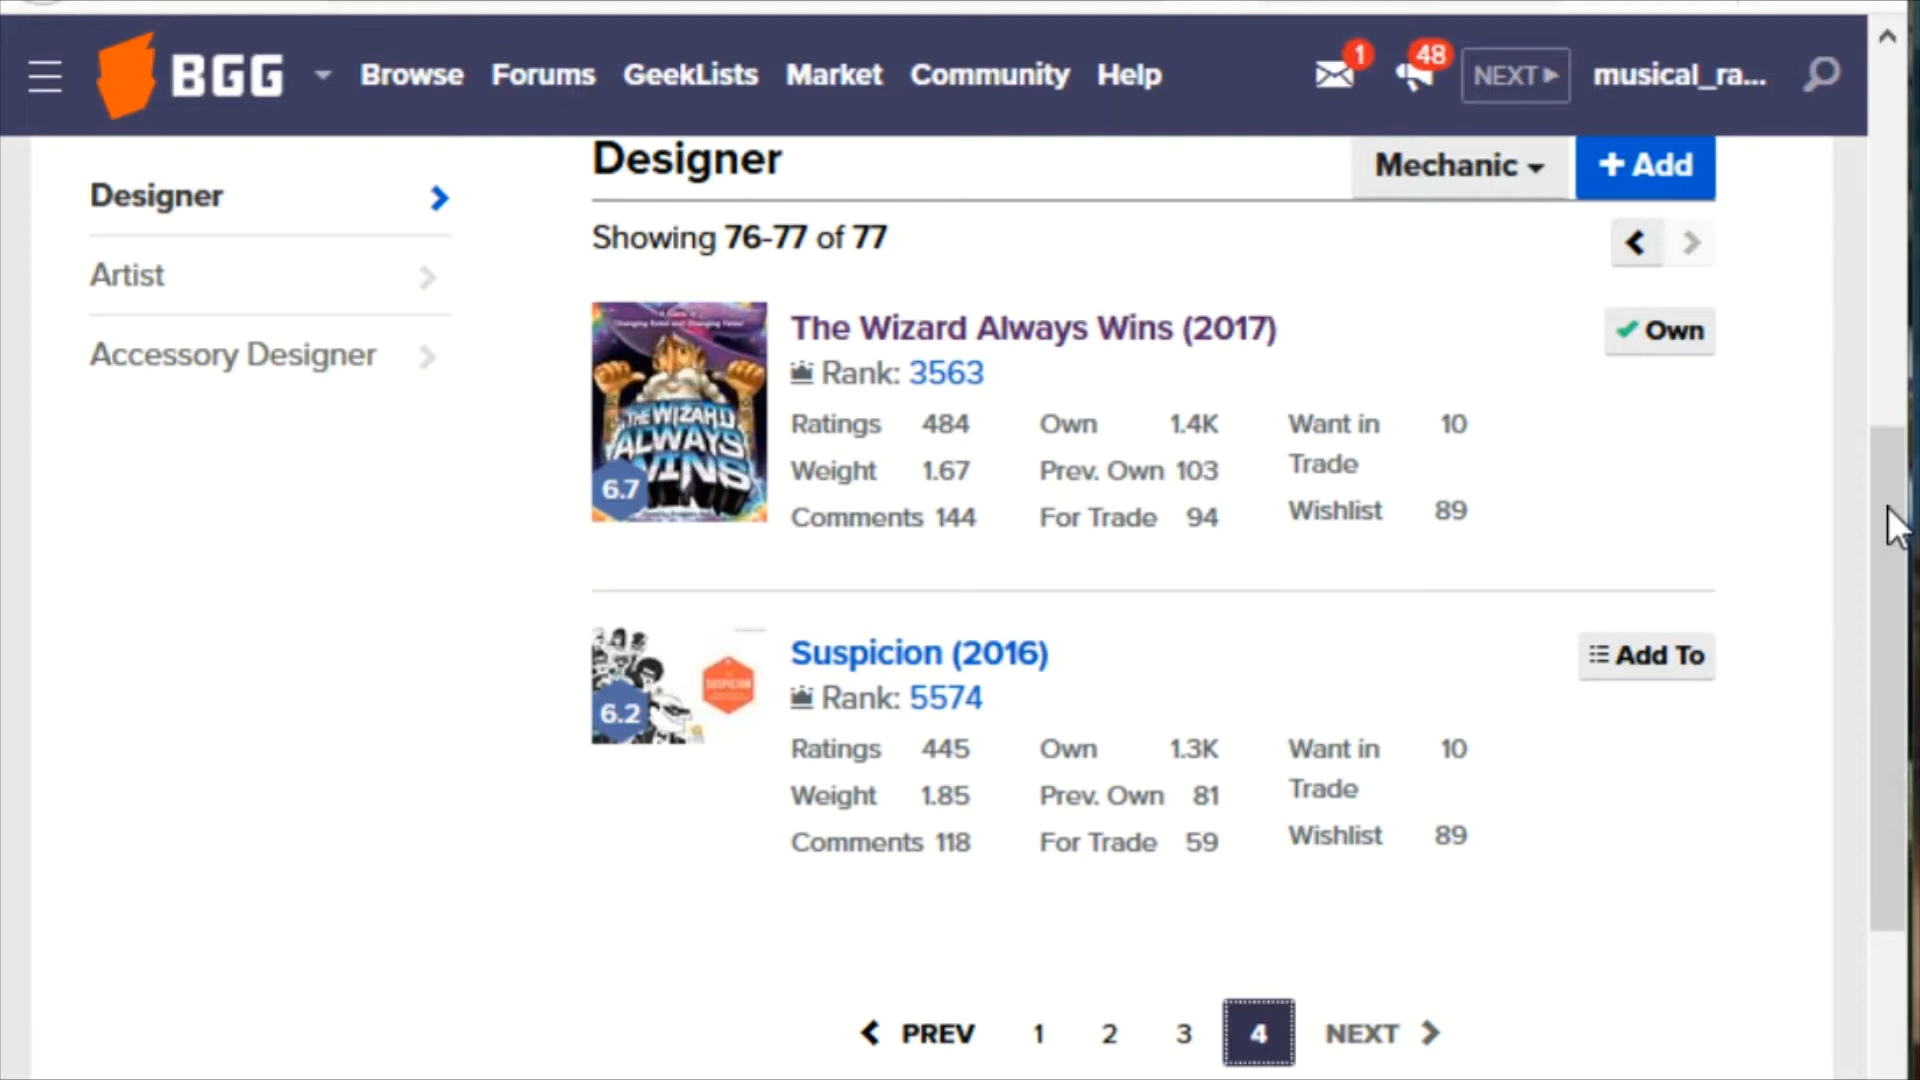 BGG Browse Forums GeekLists Market Community Help 1 48 NEXT musical_ra...
Designer
Artist
Accessory Designer
Designer
Mechanic
+ Add
Showing 76-77 of 77
THE WIZARD
ALWAYS
WINS
6.7
The Wizard Always Wins (2017)
Own
Rank: 3563
Ratings 484 Own 1.4K Want in Trade 10
Weight 1.67 Prev. Own 103
Comments 144 For Trade 94 Wishlist 89
SUSPICION
6.2
Suspicion (2016)
Add To
Rank: 5574
Ratings 445 Own 1.3K Want in Trade 10
Weight 1.85 Prev. Own 81
Comments 118 For Trade 59 Wishlist 89
PREV 1 2 3 4 NEXT